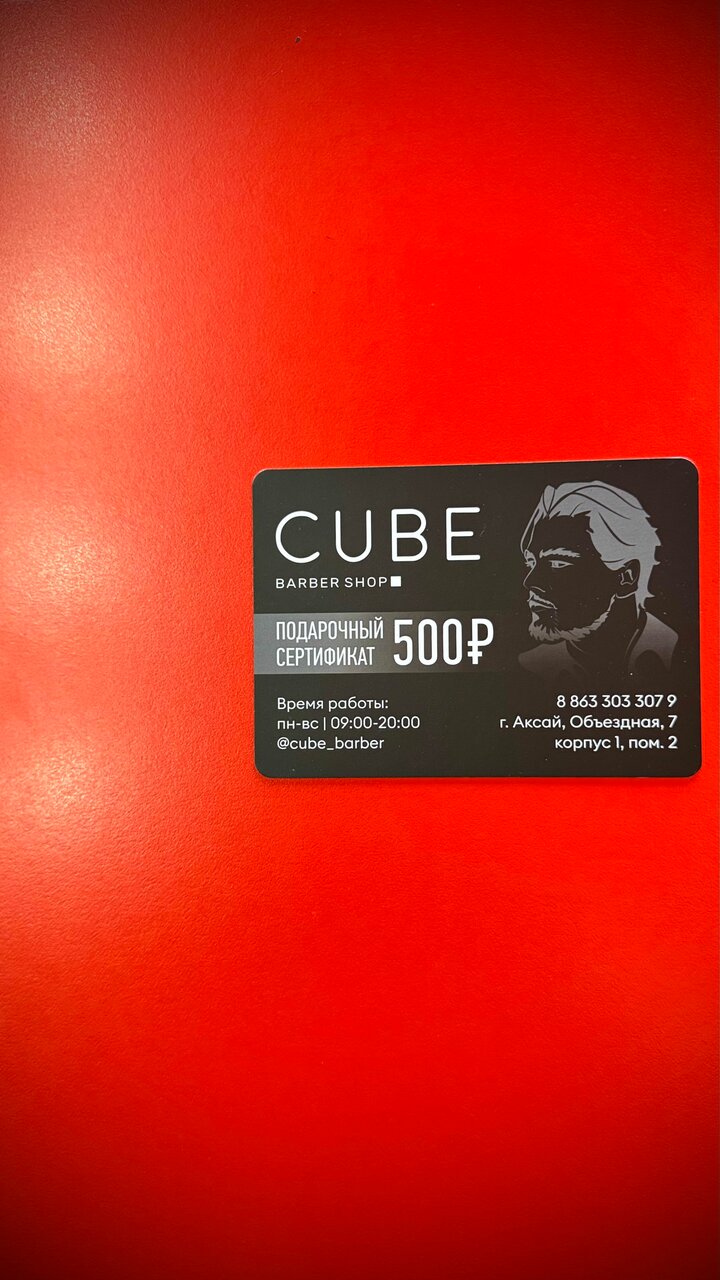 CUBE
BARBER SHOP
ПОДАРОЧНЫЙ
СЕРТИФИКАТ
500₽
Время работы:
пн-вс | 09:00-20:00
@cube_barber
8 863 303 307 9
г. Аксай, Объездная, 7
корпус 1, пом. 2